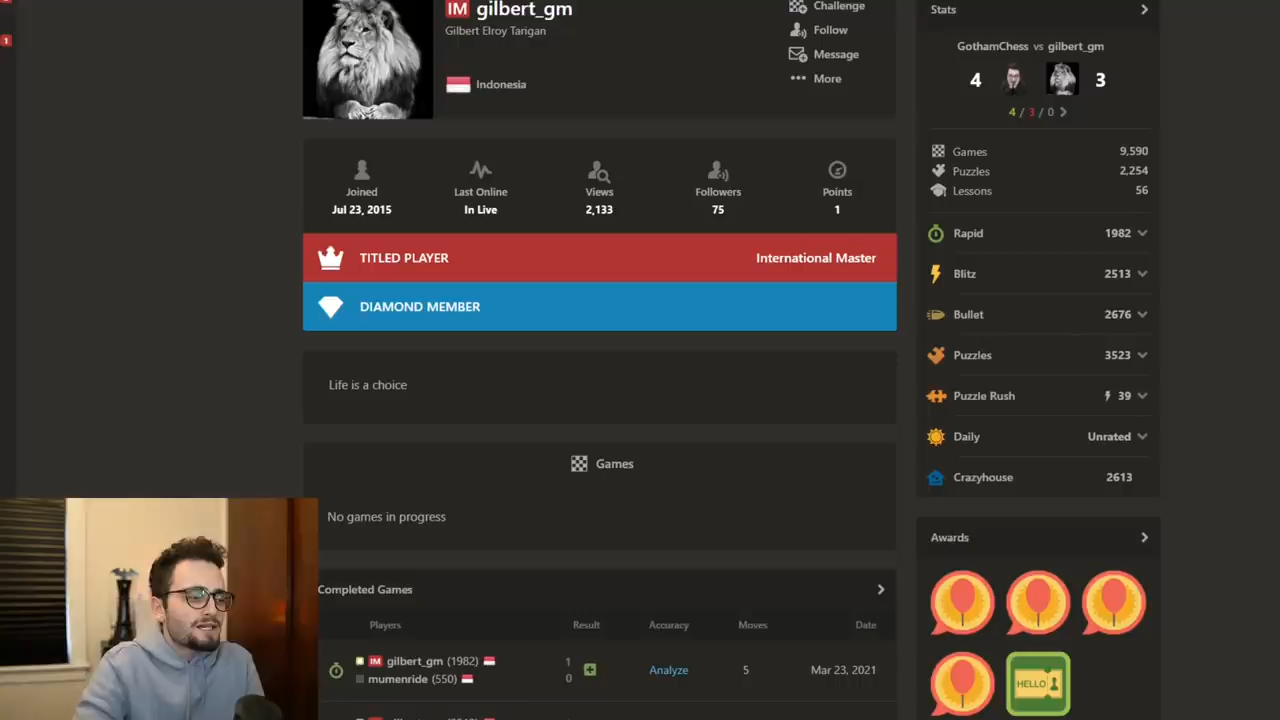 IM gilbert_gm
Gilbert Elroy Tarigan
Indonesia
Challenge
Follow
Message
More
1
Joined
Jul 23, 2015
Last Online
In Live
Views
2,133
Followers
75
Points
1
TITLED PLAYER
International Master
DIAMOND MEMBER
Life is a choice
Games
No games in progress
Completed Games
Players
Result
Accuracy
Moves
Date
IM gilbert_gm (1982)
mumenride (550)
1
0
Analyze
5
Mar 23, 2021
Stats
GothamChess vs gilbert_gm
4
3
4 / 3 / 0
Games 9,590
Puzzles 2,254
Lessons 56
Rapid 1982
Blitz 2513
Bullet 2676
Puzzles 3523
Puzzle Rush 39
Daily Unrated
Crazyhouse 2613
Awards
HELLO